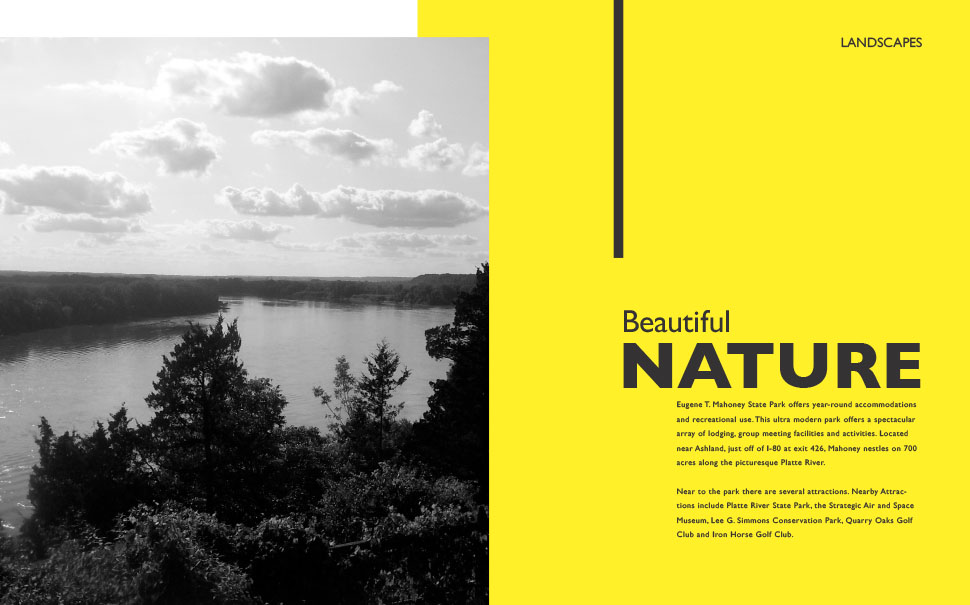 LANDSCAPES
Beautiful
NATURE
Eugene T. Mahoney State Park offers year-round accommodations
and recreational use. This ultra modern park offers a spectacular
array of lodging, group meeting facilities and activities. Located
near Ashland, just off of I-80 at exit 426, Mahoney nestles on 700
acres along the picturesque Platte River.
Near to the park there are several attractions. Nearby Attrac-
tions include Platte River State Park, the Strategic Air and Space
Museum, Lee G. Simmons Conservation Park, Quarry Oaks Golf
Club and Iron Horse Golf Club.